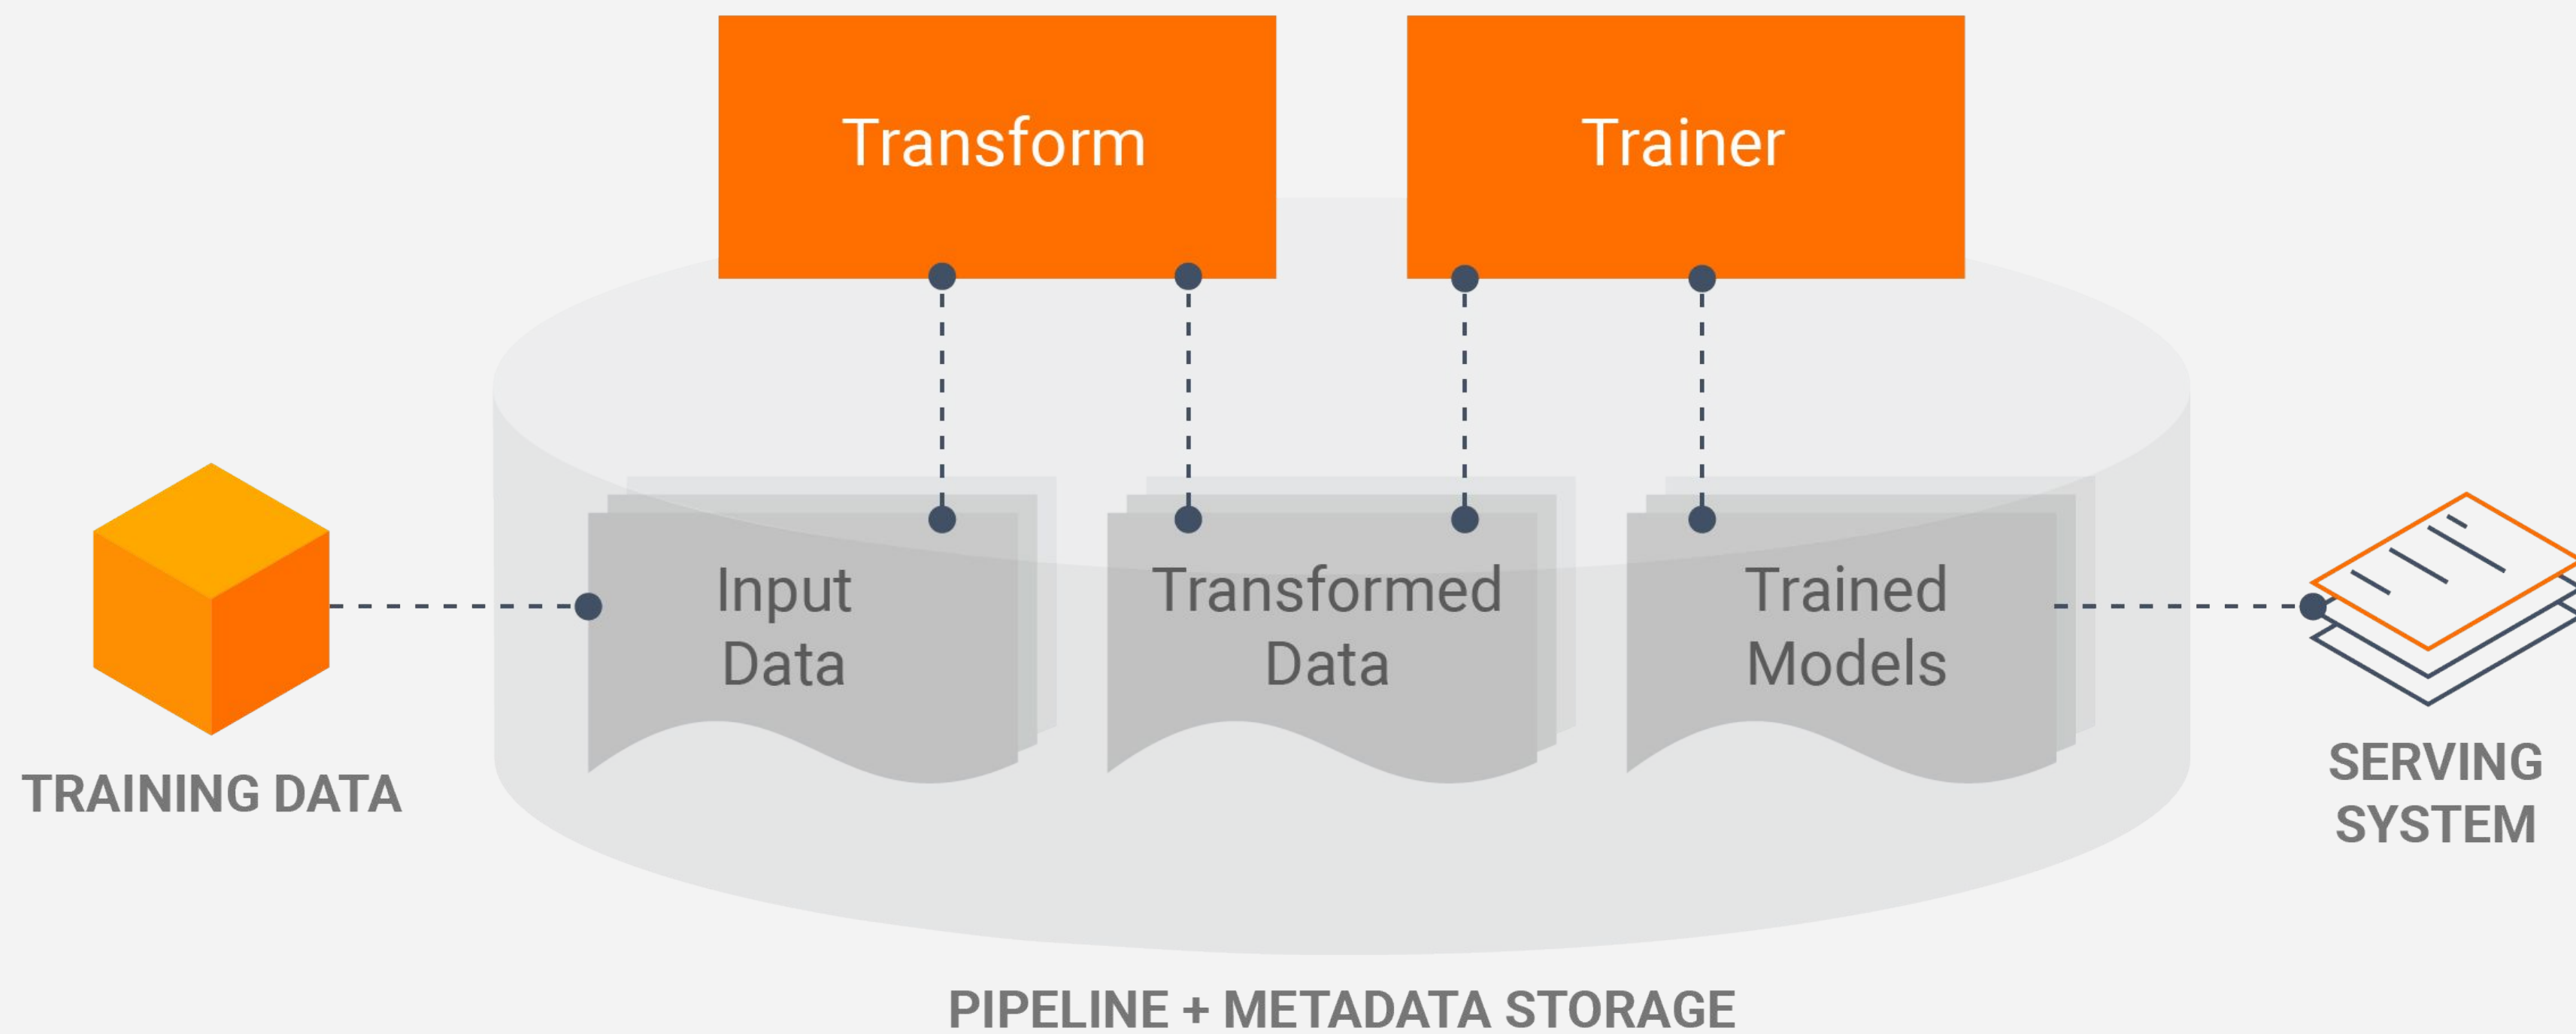 Transform
Trainer
Input
Data
Transformed
Data
Trained
Models
TRAINING DATA
SERVING
SYSTEM
PIPELINE + METADATA STORAGE